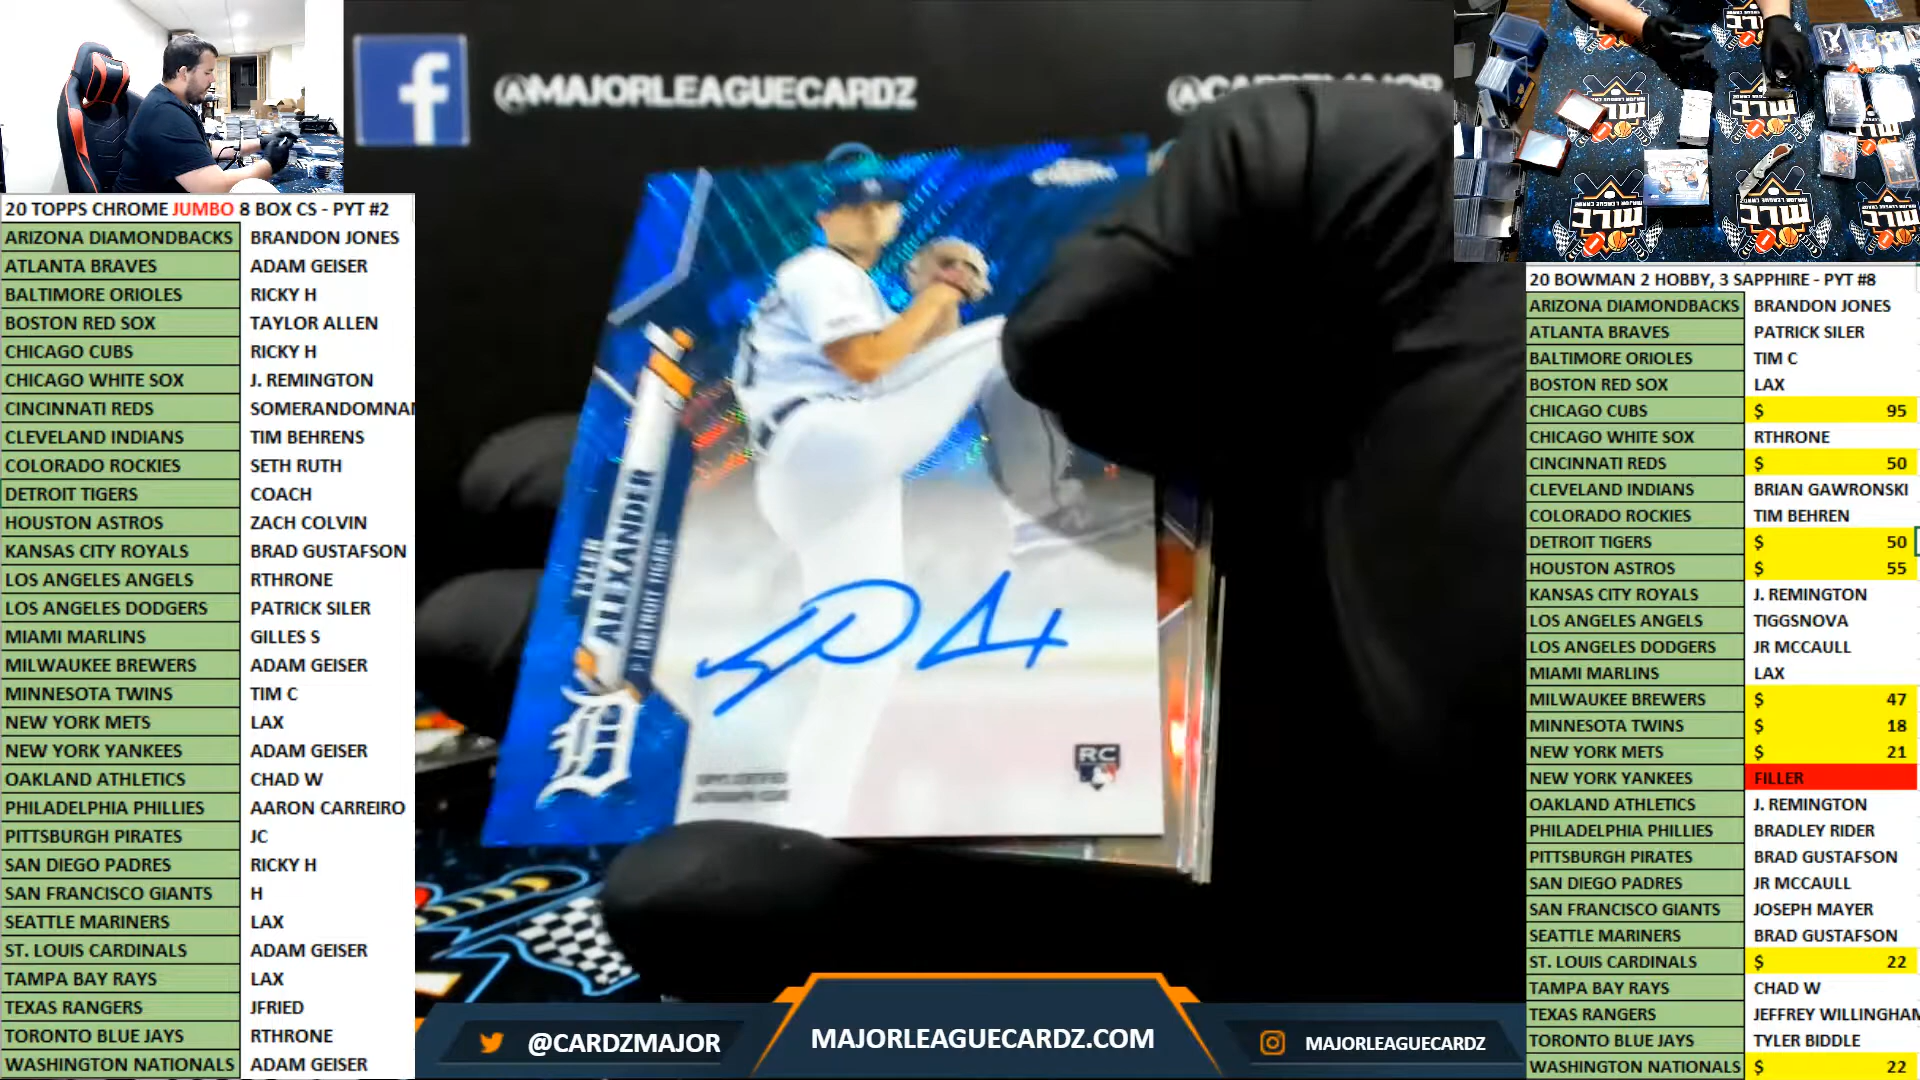 @MAJORLEAGUECARDZ
@CARDZMAJOR
20 TOPPS CHROME JUMBO 8 BOX CS - PYT #2
ARIZONA DIAMONDBACKS BRANDON JONES
ATLANTA BRAVES ADAM GEISER
BALTIMORE ORIOLES RICKY H
BOSTON RED SOX TAYLOR ALLEN
CHICAGO CUBS RICKY H
CHICAGO WHITE SOX J. REMINGTON
CINCINNATI REDS SOMERANDOMNA
CLEVELAND INDIANS TIM BEHRENS
COLORADO ROCKIES SETH RUTH
DETROIT TIGERS COACH
HOUSTON ASTROS ZACH COLVIN
KANSAS CITY ROYALS BRAD GUSTAFSON
LOS ANGELES ANGELS RTHRONE
LOS ANGELES DODGERS PATRICK SILER
MIAMI MARLINS GILLES S
MILWAUKEE BREWERS ADAM GEISER
MINNESOTA TWINS TIM C
NEW YORK METS LAX
NEW YORK YANKEES ADAM GEISER
OAKLAND ATHLETICS CHAD W
PHILADELPHIA PHILLIES AARON CARREIRO
PITTSBURGH PIRATES JC
SAN DIEGO PADRES RICKY H
SAN FRANCISCO GIANTS H
SEATTLE MARINERS LAX
ST. LOUIS CARDINALS ADAM GEISER
TAMPA BAY RAYS LAX
TEXAS RANGERS JFRIED
TORONTO BLUE JAYS RTHRONE
WASHINGTON NATIONALS ADAM GEISER
TYLER
ALEXANDER
P | DETROIT TIGERS
D
TOPPS CERTIFIED
AUTOGRAPH ISSUE
RC
20 BOWMAN 2 HOBBY, 3 SAPPHIRE - PYT #8
ARIZONA DIAMONDBACKS BRANDON JONES
ATLANTA BRAVES PATRICK SILER
BALTIMORE ORIOLES TIM C
BOSTON RED SOX LAX
CHICAGO CUBS $ 95
CHICAGO WHITE SOX RTHRONE
CINCINNATI REDS $ 50
CLEVELAND INDIANS BRIAN GAWRONSKI
COLORADO ROCKIES TIM BEHREN
DETROIT TIGERS $ 50
HOUSTON ASTROS $ 55
KANSAS CITY ROYALS J. REMINGTON
LOS ANGELES ANGELS TIGGSNOVA
LOS ANGELES DODGERS JR MCCAULL
MIAMI MARLINS LAX
MILWAUKEE BREWERS $ 47
MINNESOTA TWINS $ 18
NEW YORK METS $ 21
NEW YORK YANKEES FILLER
OAKLAND ATHLETICS J. REMINGTON
PHILADELPHIA PHILLIES BRADLEY RIDER
PITTSBURGH PIRATES BRAD GUSTAFSON
SAN DIEGO PADRES JR MCCAULL
SAN FRANCISCO GIANTS JOSEPH MAYER
SEATTLE MARINERS BRAD GUSTAFSON
ST. LOUIS CARDINALS $ 22
TAMPA BAY RAYS CHAD W
TEXAS RANGERS JEFFREY WILLINGHAM
TORONTO BLUE JAYS TYLER BIDDLE
WASHINGTON NATIONALS $ 22
@CARDZMAJOR
MAJORLEAGUECARDZ.COM
MAJORLEAGUECARDZ